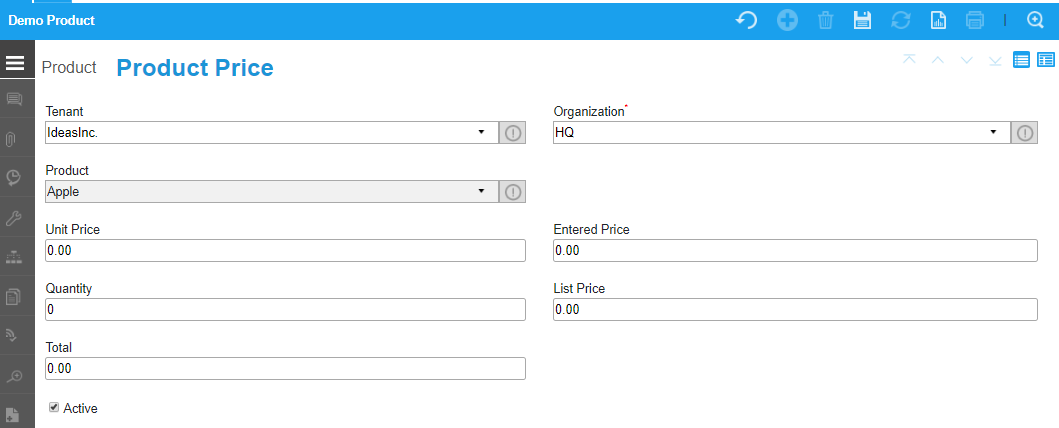 Demo Product
Product Product Price
Tenant Organization*
IdeasInc. HQ
Product
Apple
Unit Price Entered Price
0.00 0.00
Quantity List Price
0 0.00
Total
0.00
Active